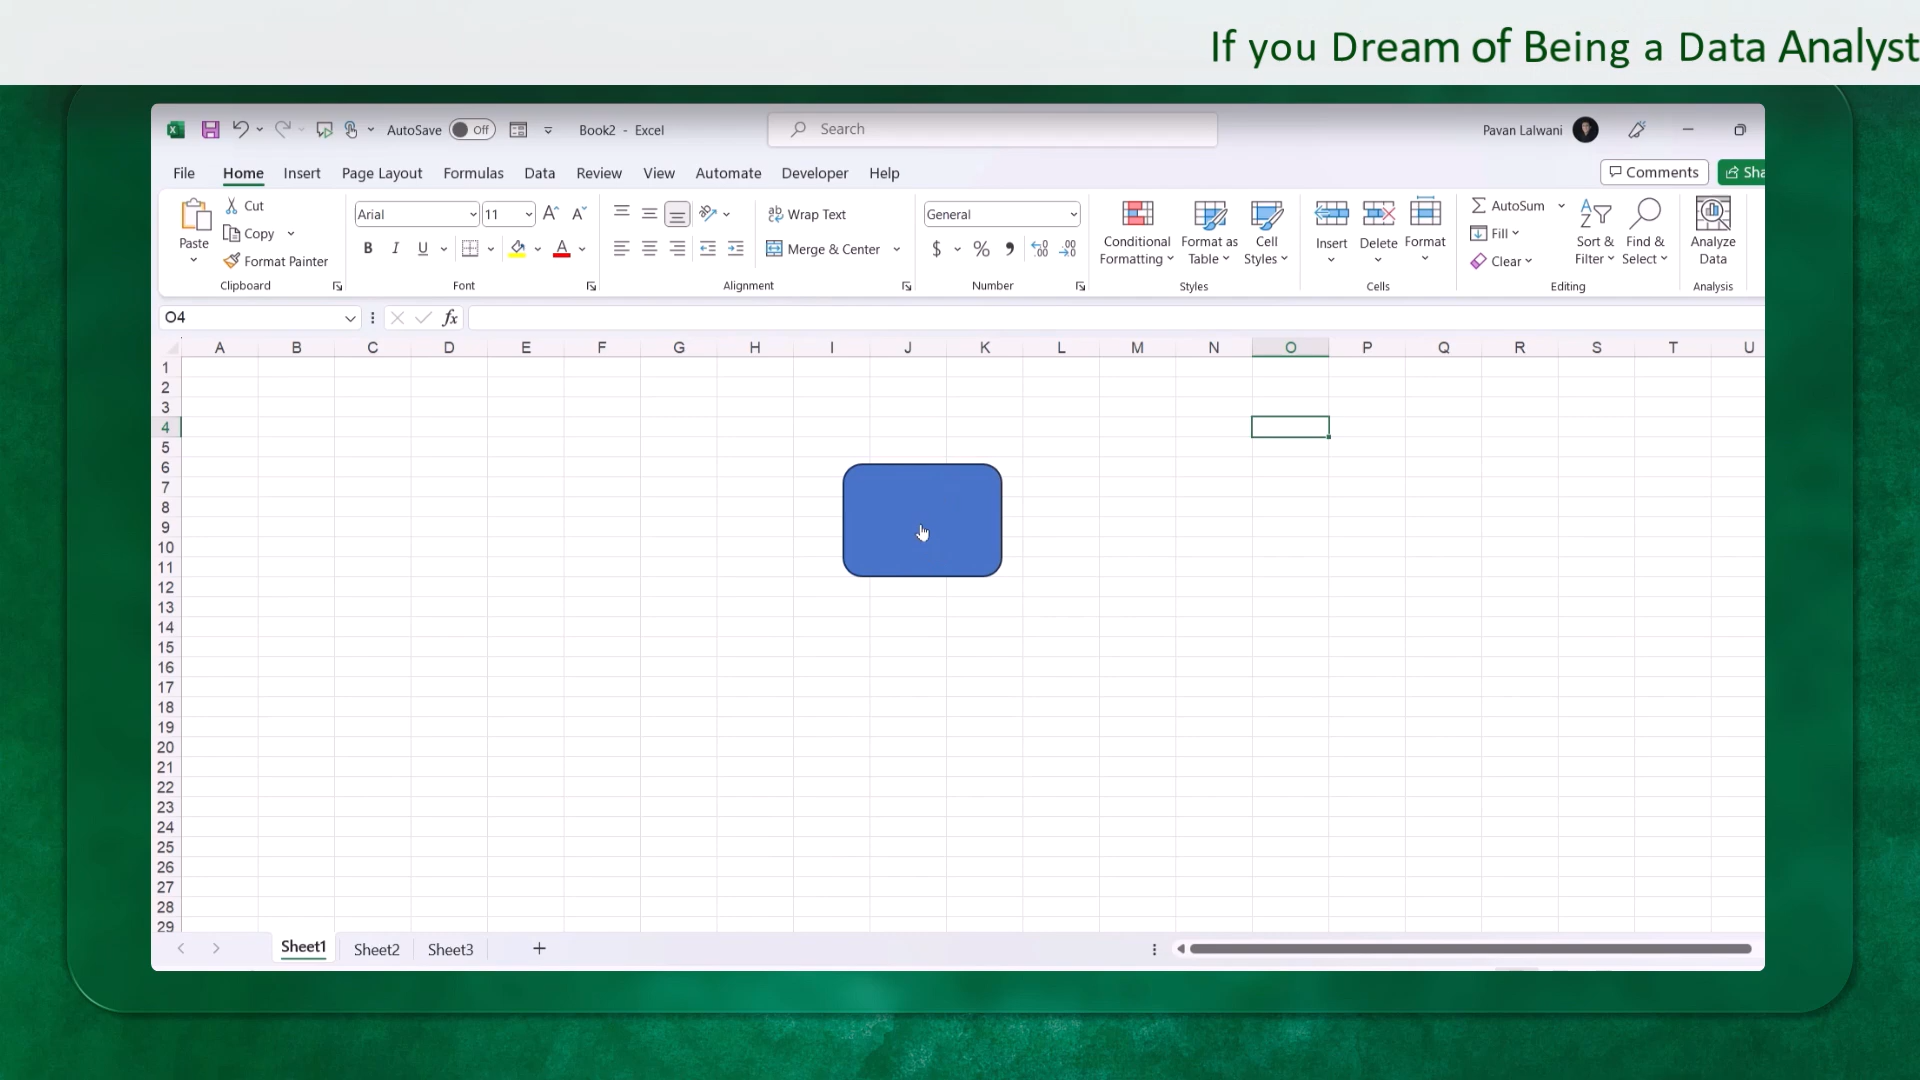 If you Dream of Being a Data Analyst
AutoSave Off Book2 - Excel Search Pavan Lalwani
File Home Insert Page Layout Formulas Data Review View Automate Developer Help Comments Sha
Paste Cut Copy Format Painter Clipboard
Arial 11 B I U A Font
Wrap Text Merge & Center Alignment
General $ % Number
Conditional Formatting Format as Table Cell Styles Styles
Insert Delete Format Cells
AutoSum Fill Clear Sort & Filter Find & Select Editing
Analyze Data Analysis
O4 fx
A B C D E F G H I J K L M N O P Q R S T U
1
2
3
4
5
6
7
8
9
10
11
12
13
14
15
16
17
18
19
20
21
22
23
24
25
26
27
28
29
Sheet1 Sheet2 Sheet3